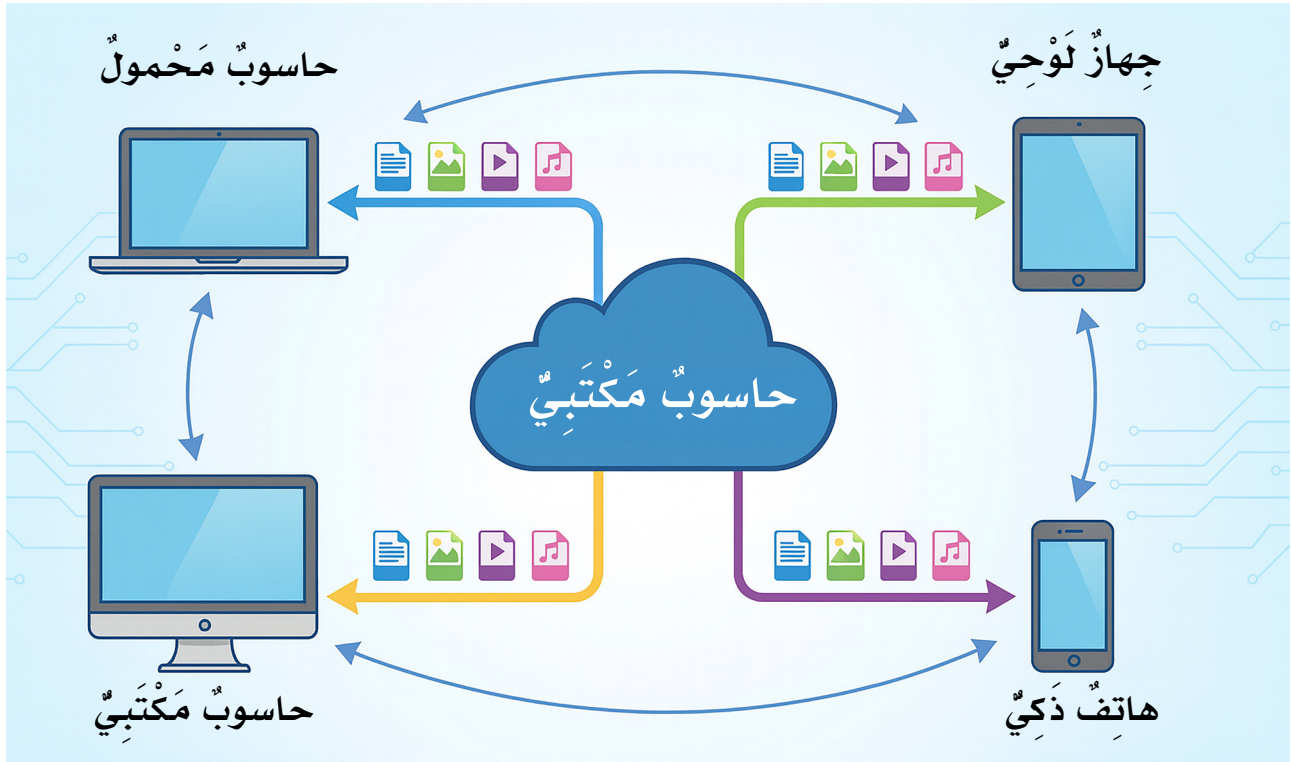 جِهازٌ لَوْحِيٌّ
حاسوبٌ مَحْمولٌ
حاسوبٌ مَكْتَبِيٌّ
هاتِفٌ ذَكِيٌّ
حاسوبٌ مَكْتَبِيٌّ